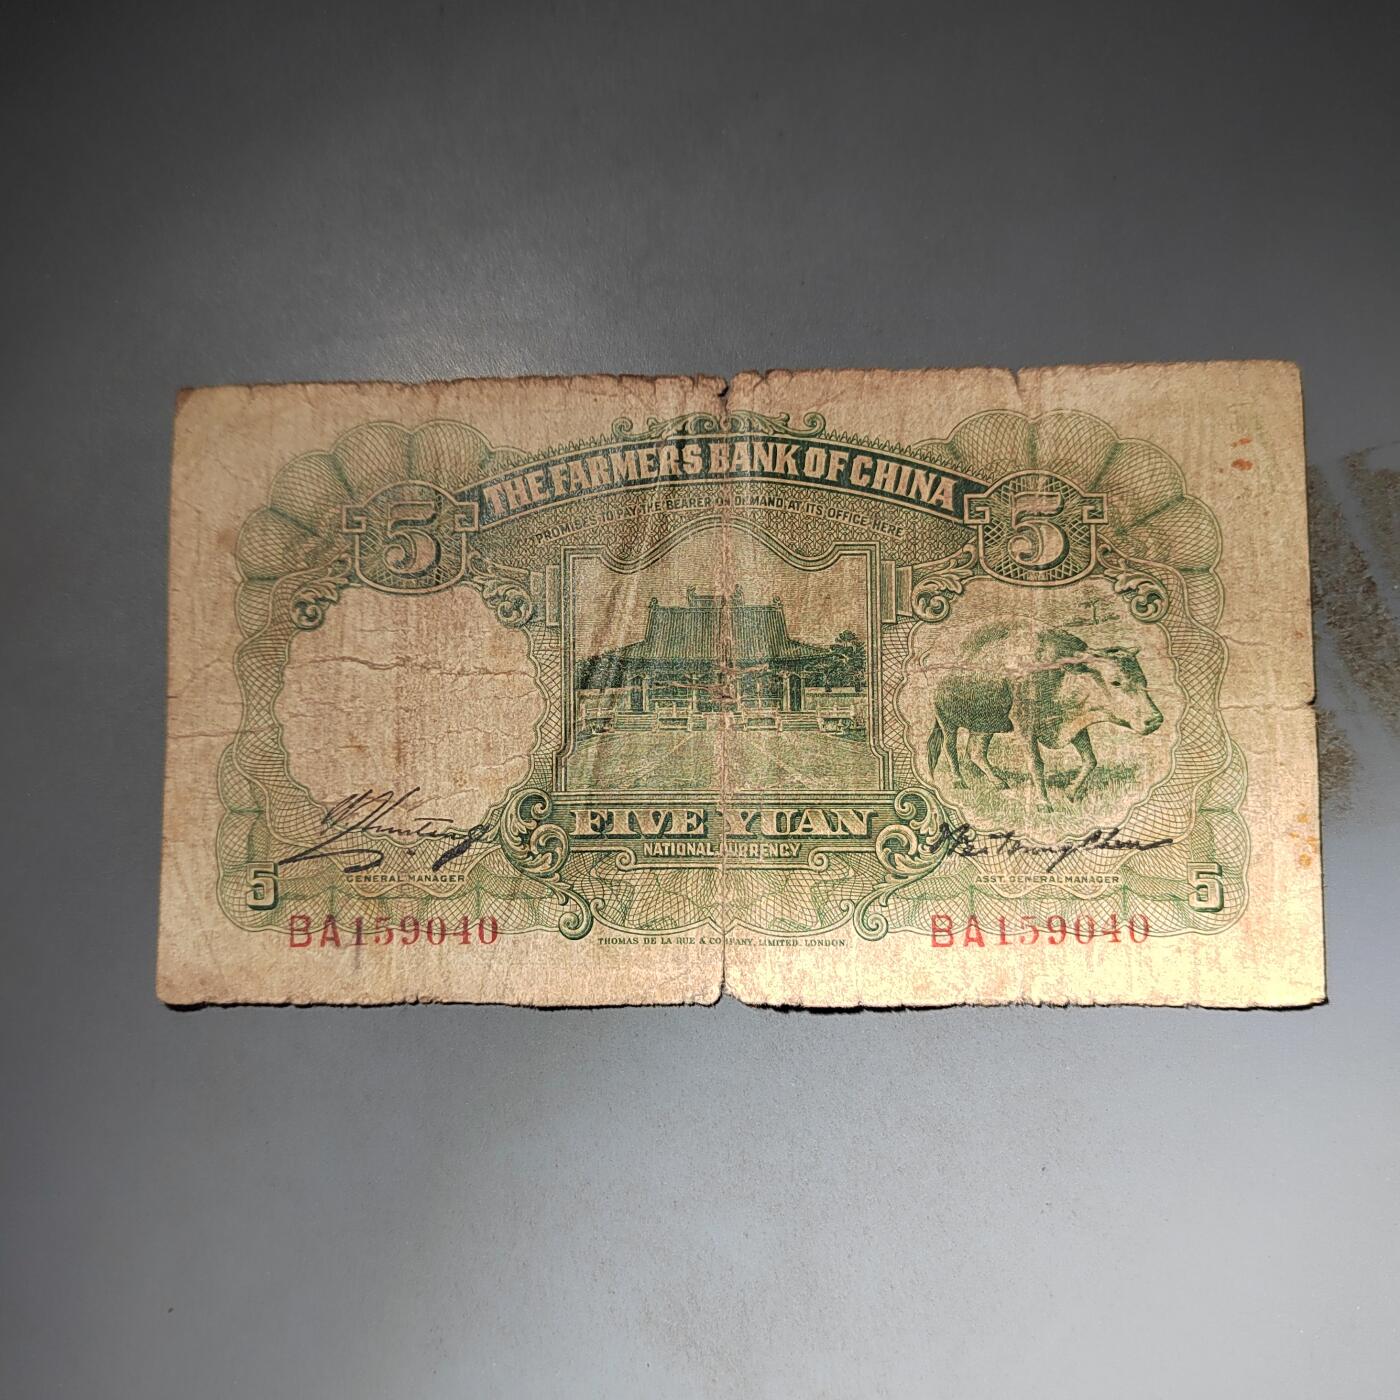 THE FARMERS BANK OF CHINA
PROMISES TO PAY THE BEARER ON DEMAND AT ITS OFFICE HERE
5 5
FIVE YUAN
NATIONAL CURRENCY
GENERAL MANAGER ASST. GENERAL MANAGER
5 5
BA159040 BA159040
THOMAS DE LA RUE & COMPANY, LIMITED. LONDON.